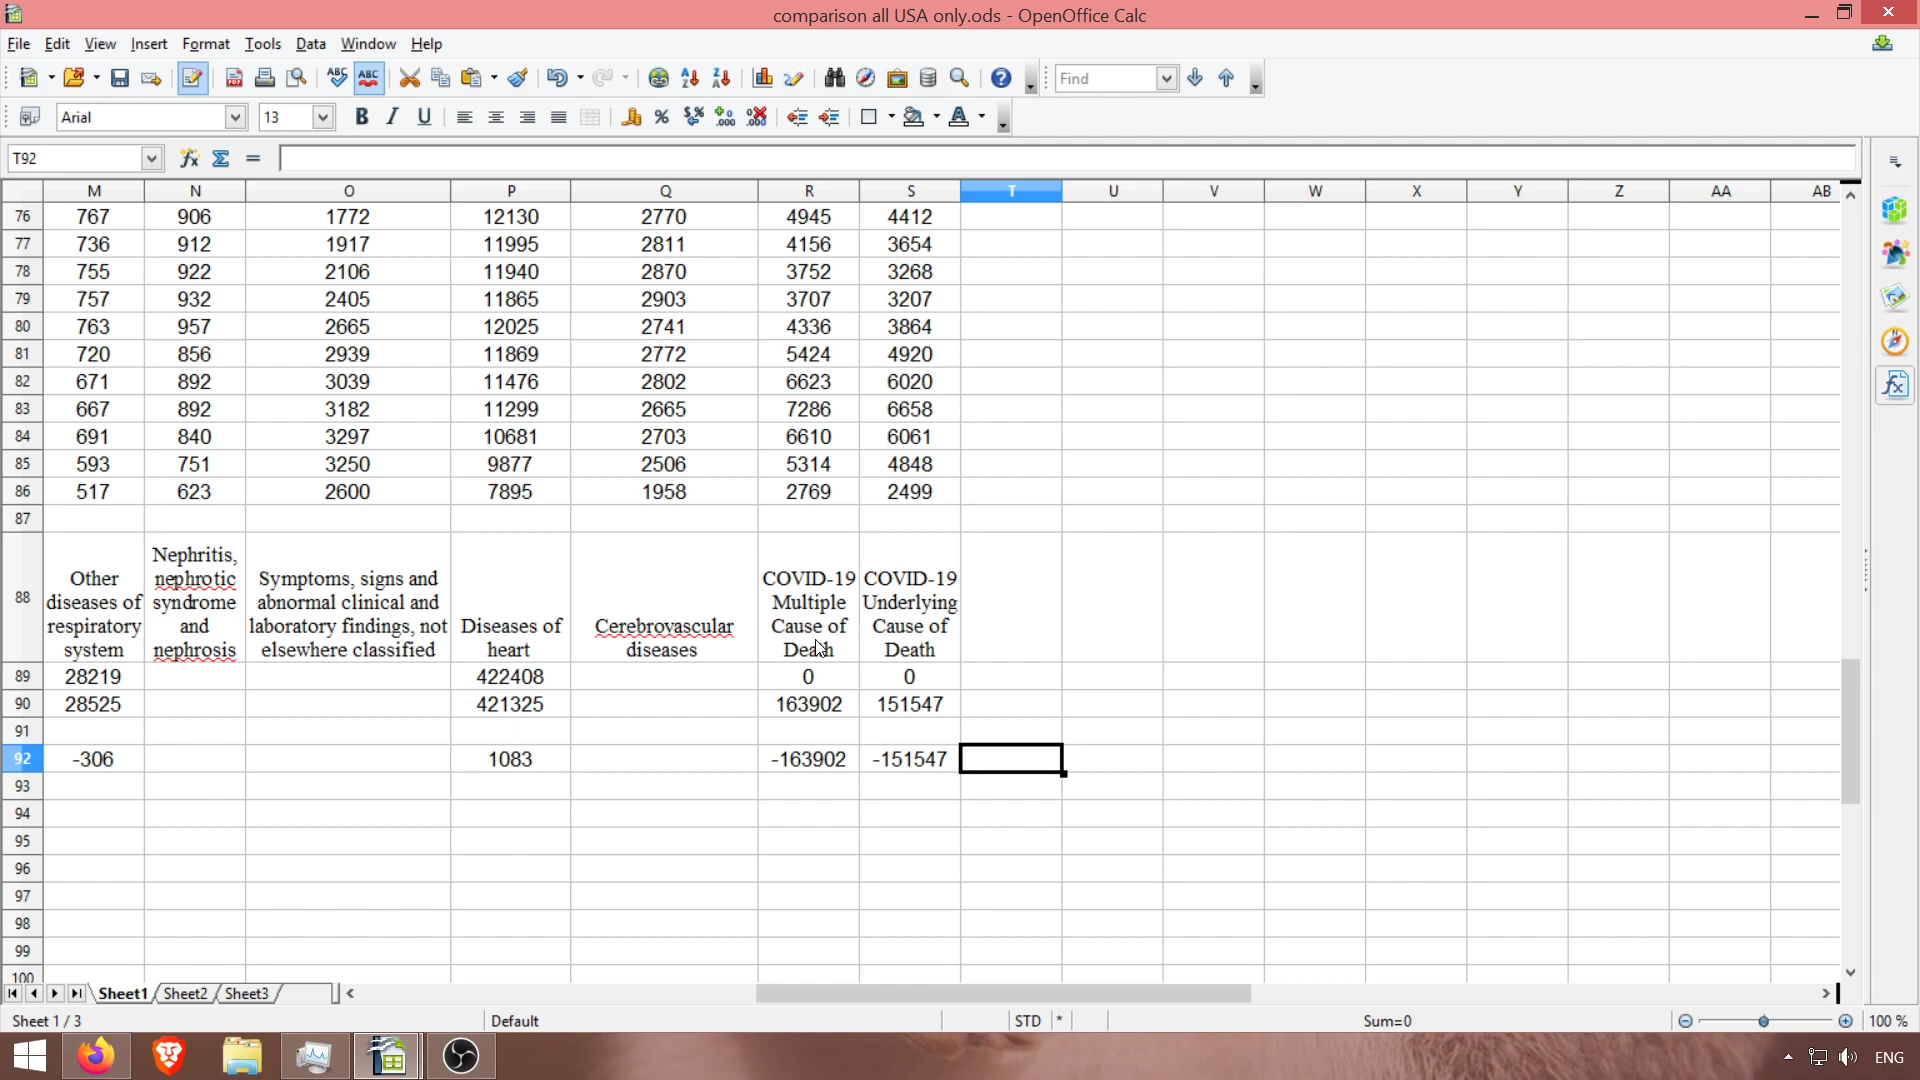 comparison all USA only.ods - OpenOffice Calc
File Edit View Insert Format Tools Data Window Help
Find
Arial 13
T92
M N O P Q R S T U V W X Y Z AA AB
76 767 906 1772 12130 2770 4945 4412
77 736 912 1917 11995 2811 4156 3654
78 755 922 2106 11940 2870 3752 3268
79 757 932 2405 11865 2903 3707 3207
80 763 957 2665 12025 2741 4336 3864
81 720 856 2939 11869 2772 5424 4920
82 671 892 3039 11476 2802 6623 6020
83 667 892 3182 11299 2665 7286 6658
84 691 840 3297 10681 2703 6610 6061
85 593 751 3250 9877 2506 5314 4848
86 517 623 2600 7895 1958 2769 2499
87
88
Other
diseases of
respiratory
system
Nephritis,
nephrotic
syndrome
and
nephrosis
Symptoms, signs and
abnormal clinical and
laboratory findings, not
elsewhere classified
Diseases of
heart
Cerebrovascular
diseases
COVID-19
Multiple
Cause of
Death
COVID-19
Underlying
Cause of
Death
89 28219 422408 0 0
90 28525 421325 163902 151547
91
92 -306 1083 -163902 -151547
93
94
95
96
97
98
99
100
Sheet1 Sheet2 Sheet3
Sheet 1 / 3 Default STD * Sum=0 100 %
ENG